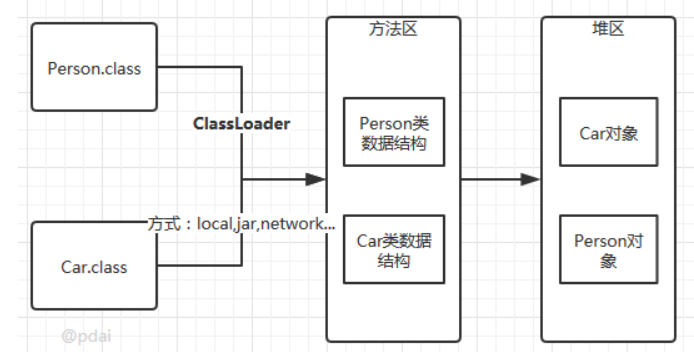 方法区
堆区
Person.class
ClassLoader
Person类
数据结构
Car对象
方式：local,jar,network...
Car类数据
结构
Person对
象
Car.class
@pdai